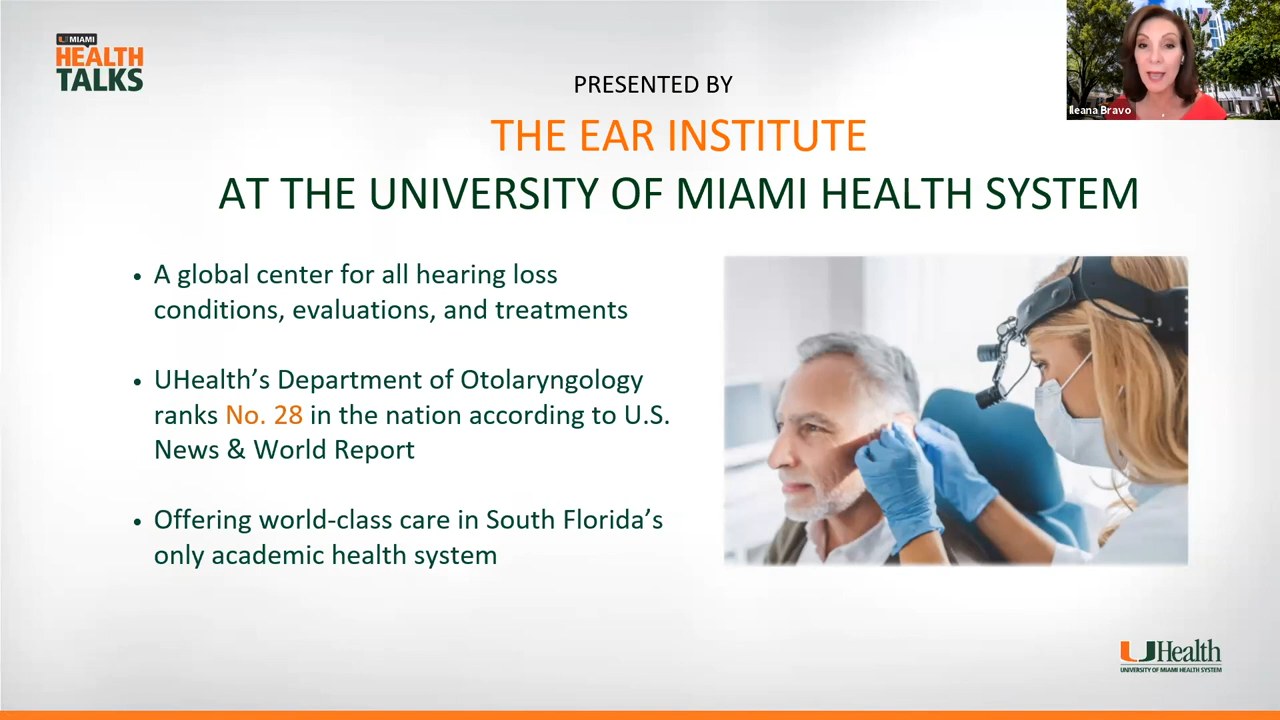 U MIAMI
HEALTH
TALKS
Ileana Bravo
PRESENTED BY
THE EAR INSTITUTE
AT THE UNIVERSITY OF MIAMI HEALTH SYSTEM
• A global center for all hearing loss
conditions, evaluations, and treatments
• UHealth’s Department of Otolaryngology
ranks No. 28 in the nation according to U.S.
News & World Report
• Offering world-class care in South Florida’s
only academic health system
UHealth
UNIVERSITY OF MIAMI HEALTH SYSTEM